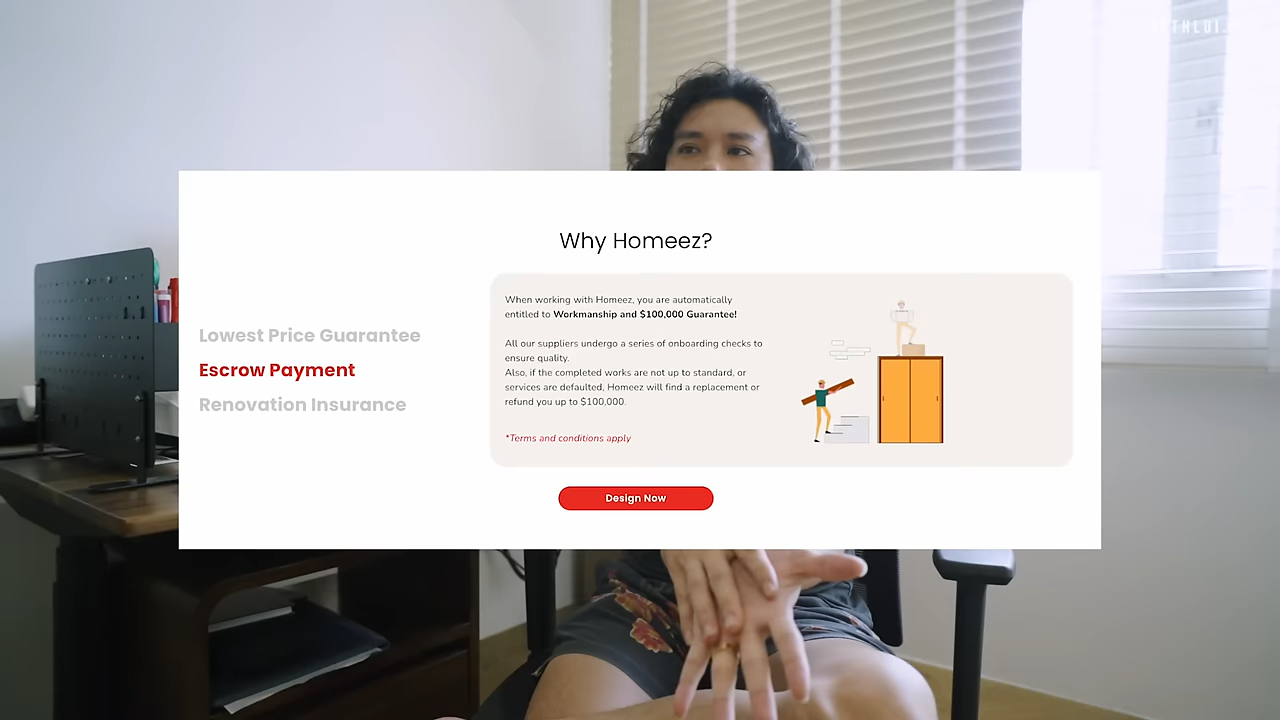 Why Homeez?
Lowest Price Guarantee
Escrow Payment
Renovation Insurance
When working with Homeez, you are automatically
entitled to Workmanship and $100,000 Guarantee!
All our suppliers undergo a series of onboarding checks to
ensure quality.
Also, if the completed works are not up to standard, or
services are defaulted, Homeez will find a replacement or
refund you up to $100,000.
*Terms and conditions apply
Design Now